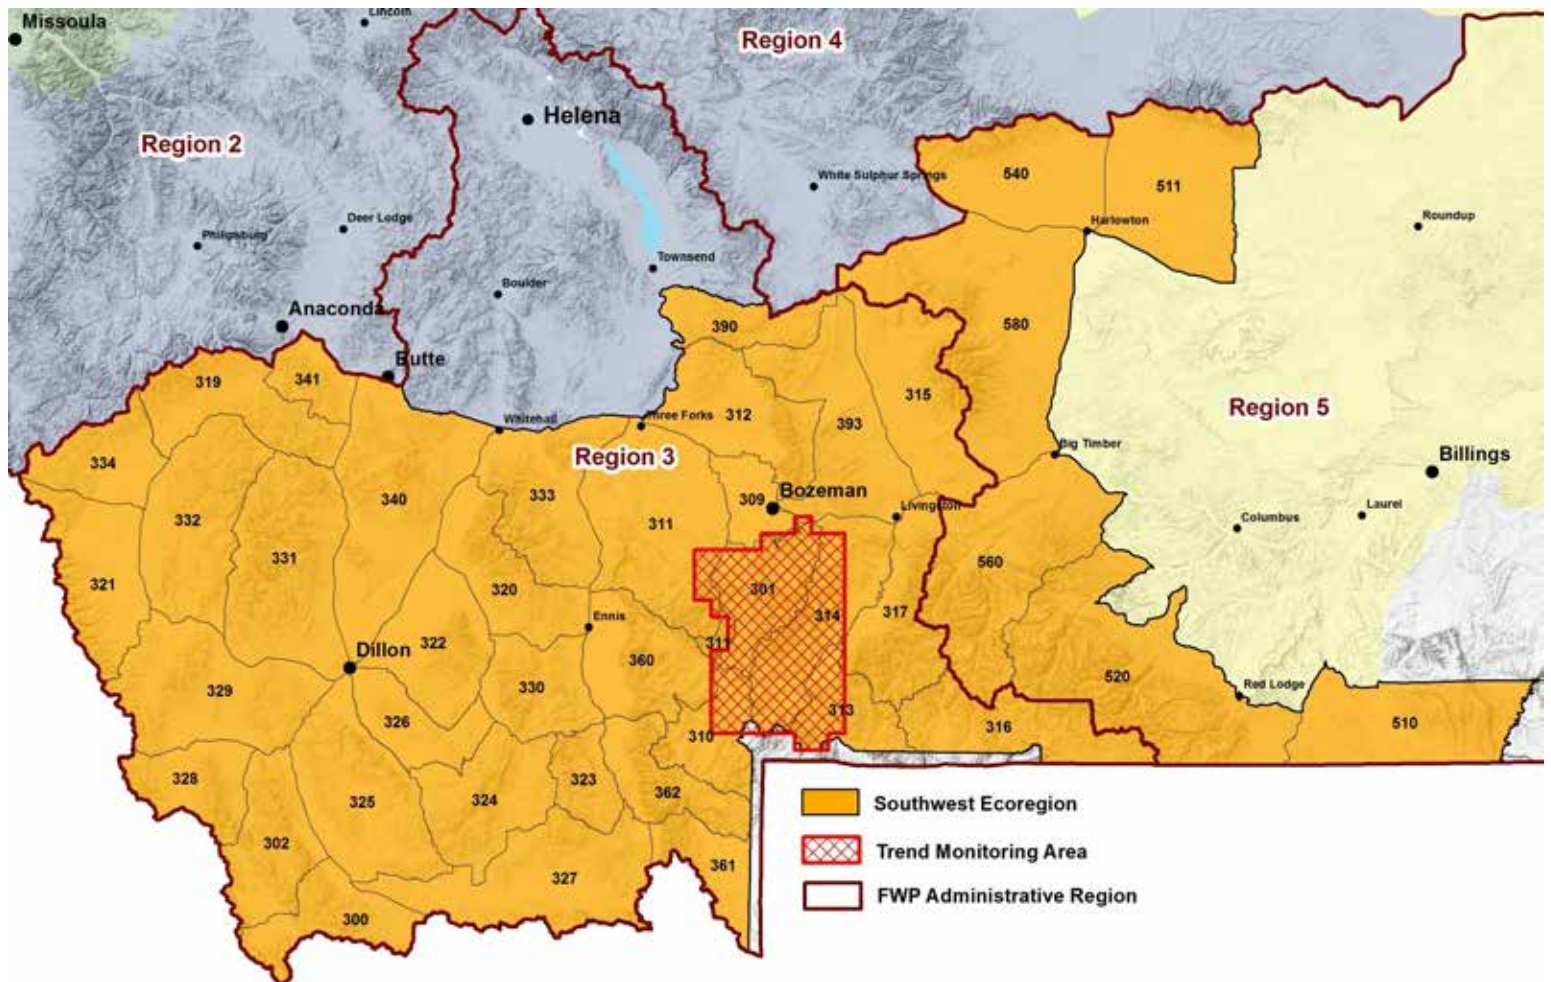 Missoula
Lincoln
Region 4
Helena
Region 2
White Sulphur Springs
540
511
Harlowton
Roundup
Deer Lodge
Philipsburg
Townsend
Boulder
Anaconda
390
580
Butte
319
341
315
312
393
Region 5
Whitehall
Three Forks
Region 3
Big Timber
Billings
334
340
333
309
Bozeman
Livingston
Laurel
Columbus
332
311
331
560
321
320
301
314
317
Ennis
322
311
Dillon
360
329
330
520
Red Lodge
326
313
316
510
310
328
323
362
325
324
Southwest Ecoregion
302
Trend Monitoring Area
361
327
FWP Administrative Region
300